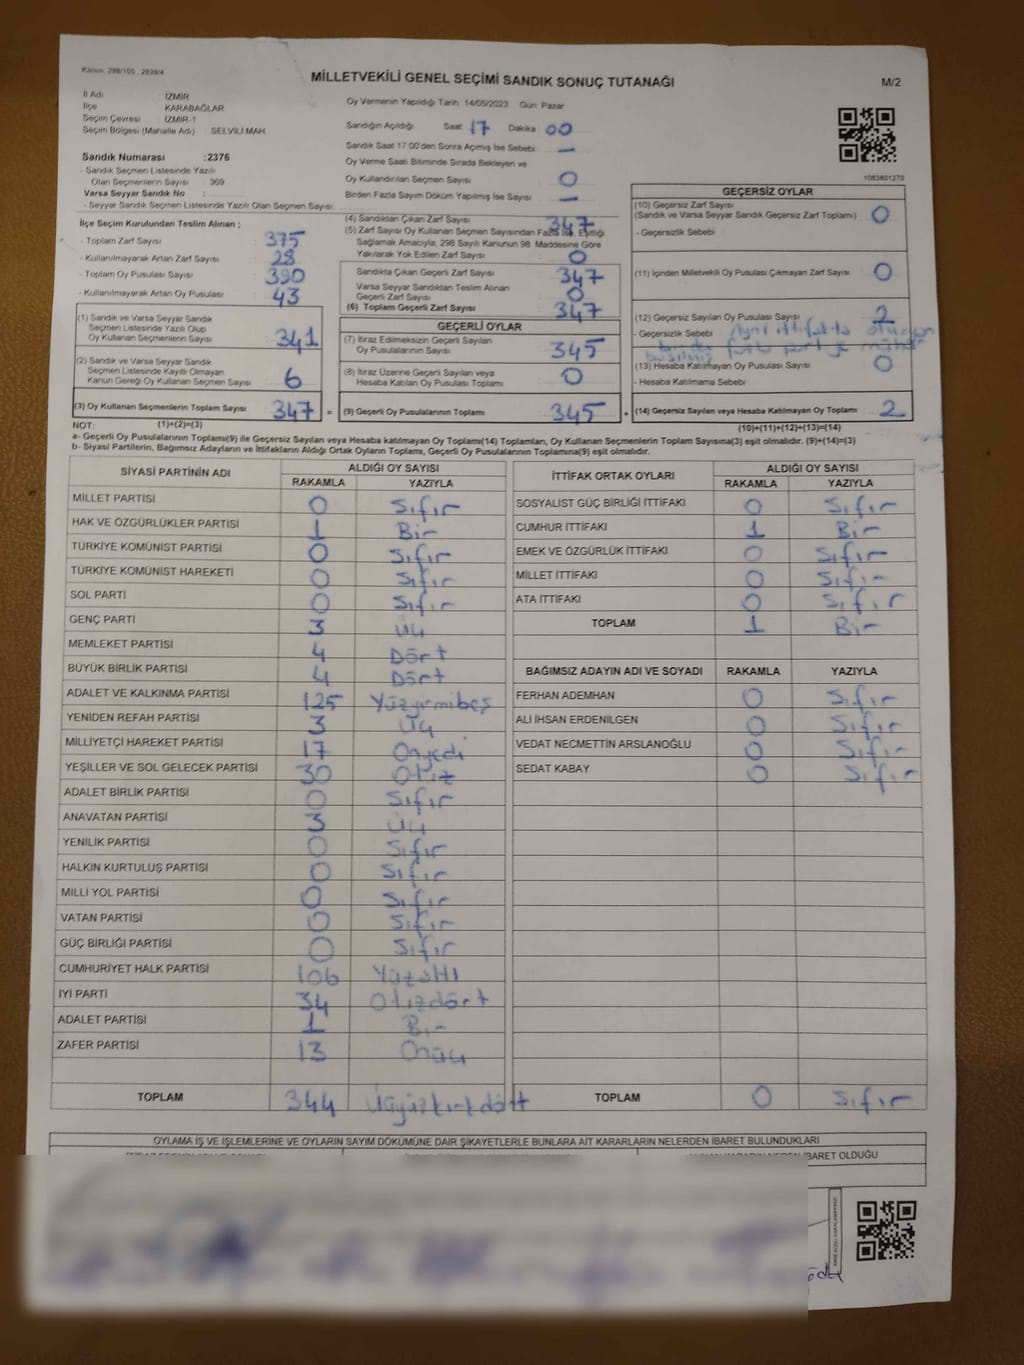 Kanun: 298/105 , 2839/4
MİLLETVEKİLİ GENEL SEÇİMİ SANDIK SONUÇ TUTANAĞI
M/2
İl Adı İZMİR
İlçe KARABAĞLAR
Seçim Çevresi İZMİR-1
Seçim Bölgesi (Mahalle Adı) SELVİLİ MAH.
Sandık Numarası :2376
- Sandık Seçmen Listesinde Yazılı
Olan Seçmenlerin Sayısı : 369
Varsa Seyyar Sandık No :
- Seyyar Sandık Seçmen Listesinde Yazılı Olan Seçmen Sayısı:
Oy Vermenin Yapıldığı Tarih: 14/05/2023 Gün: Pazar
Sandığın Açıldığı Saat: 17 Dakika 00
Sandık Saat 17:00'den Sonra Açılmış İse Sebebi : –
Oy Verme Saati Bitiminde Sırada Bekleyen ve
Oy Kullandırılan Seçmen Sayısı : 0
Birden Fazla Sayım Döküm Yapılmış İse Sayısı : –
1083601270
İlçe Seçim Kurulundan Teslim Alınan ;
- Toplam Zarf Sayısı 375
- Kullanılmayarak Artan Zarf Sayısı 28
- Toplam Oy Pusulası Sayısı 390
- Kullanılmayarak Artan Oy Pusulası 43
(4) Sandıktan Çıkan Zarf Sayısı 347
(5) Zarf Sayısı Oy Kullanan Seçmen Sayısından Fazla İse, Eşitliği
Sağlamak Amacıyla, 298 Sayılı Kanunun 98. Maddesine Göre
Yakılarak Yok Edilen Zarf Sayısı 0
Sandıkta Çıkan Geçerli Zarf Sayısı 347
Varsa Seyyar Sandıktan Teslim Alınan
Geçerli Zarf Sayısı 0
(6) Toplam Geçerli Zarf Sayısı 347
GEÇERSİZ OYLAR
(10) Geçersiz Zarf Sayısı
(Sandık ve Varsa Seyyar Sandık Geçersiz Zarf Toplamı) 0
- Geçersizlik Sebebi
(11) İçinden Milletvekili Oy Pusulası Çıkmayan Zarf Sayısı 0
(12) Geçersiz Sayılan Oy Pusulası Sayısı 2
- Geçersizlik Sebebi Aynı ittifakta olmayan
birden fazla partiye mühür
basılmış
(13) Hesaba Katılmayan Oy Pusulası Sayısı 0
- Hesaba Katılmama Sebebi
(1) Sandık ve Varsa Seyyar Sandık
Seçmen Listesinde Yazılı Olup
Oy Kullanan Seçmenlerin Sayısı 341
(2) Sandık ve Varsa Seyyar Sandık
Seçmen Listesinde Kayıtlı Olmayan
Kanun Gereği Oy Kullanan Seçmen Sayısı 6
(3) Oy Kullanan Seçmenlerin Toplam Sayısı 347 =
GEÇERLİ OYLAR
(7) İtiraz Edilmeksizin Geçerli Sayılan
Oy Pusulalarının Sayısı 345
(8) İtiraz Üzerine Geçerli Sayılan veya
Hesaba Katılan Oy Pusulası Toplamı 0
(9) Geçerli Oy Pusulalarının Toplamı 345 +
(14) Geçersiz Sayılan veya Hesaba Katılmayan Oy Toplamı 2
NOT: (1)+(2)=(3)
(10)+(11)+(12)+(13)=(14)
a- Geçerli Oy Pusulalarının Toplamı(9) ile Geçersiz Sayılan veya Hesaba katılmayan Oy Toplamı(14) Toplamları, Oy Kullanan Seçmenlerin Toplam Sayısına(3) eşit olmalıdır. (9)+(14)=(3)
b- Siyasi Partilerin, Bağımsız Adayların ve İttifakların Aldığı Ortak Oyların Toplamı, Geçerli Oy Pusulalarının Toplamına(9) eşit olmalıdır.
SİYASİ PARTİNİN ADI ALDIĞI OY SAYISI
RAKAMLA YAZIYLA
MİLLET PARTİSİ 0 Sıfır
HAK VE ÖZGÜRLÜKLER PARTİSİ 1 Bir
TÜRKİYE KOMÜNİST PARTİSİ 0 Sıfır
TÜRKİYE KOMÜNİST HAREKETİ 0 Sıfır
SOL PARTİ 0 Sıfır
GENÇ PARTİ 3 Üç
MEMLEKET PARTİSİ 4 Dört
BÜYÜK BİRLİK PARTİSİ 4 Dört
ADALET VE KALKINMA PARTİSİ 125 Yüzyirmibeş
YENİDEN REFAH PARTİSİ 3 Üç
MİLLİYETÇİ HAREKET PARTİSİ 17 Onyedi
YEŞİLLER VE SOL GELECEK PARTİSİ 30 Otız
ADALET BİRLİK PARTİSİ 0 Sıfır
ANAVATAN PARTİSİ 3 Üç
YENİLİK PARTİSİ 0 Sıfır
HALKIN KURTULUŞ PARTİSİ 0 Sıfır
MİLLİ YOL PARTİSİ 0 Sıfır
VATAN PARTİSİ 0 Sıfır
GÜÇ BİRLİĞİ PARTİSİ 0 Sıfır
CUMHURİYET HALK PARTİSİ 106 Yüzaltı
İYİ PARTİ 34 Otızdört
ADALET PARTİSİ 1 Bir
ZAFER PARTİSİ 13 Onüç
TOPLAM 344 Üçyüzkırkdört
İTTİFAK ORTAK OYLARI ALDIĞI OY SAYISI
RAKAMLA YAZIYLA
SOSYALİST GÜÇ BİRLİĞİ İTTİFAKI 0 Sıfır
CUMHUR İTTİFAKI 1 Bir
EMEK VE ÖZGÜRLÜK İTTİFAKI 0 Sıfır
MİLLET İTTİFAKI 0 Sıfır
ATA İTTİFAKI 0 Sıfır
TOPLAM 1 Bir
BAĞIMSIZ ADAYIN ADI VE SOYADI RAKAMLA YAZIYLA
FERHAN ADEMHAN 0 Sıfır
ALİ İHSAN ERDENİLGEN 0 Sıfır
VEDAT NECMETTİN ARSLANOĞLU 0 Sıfır
SEDAT KABAY 0 Sıfır
TOPLAM 0 Sıfır
OYLAMA İŞ VE İŞLEMLERİNE VE OYLARIN SAYIM DÖKÜMÜNE DAİR ŞİKAYETLERLE BUNLARA AİT KARARLARIN NELERDEN İBARET BULUNDUKLARI
İBARET OLDUĞU